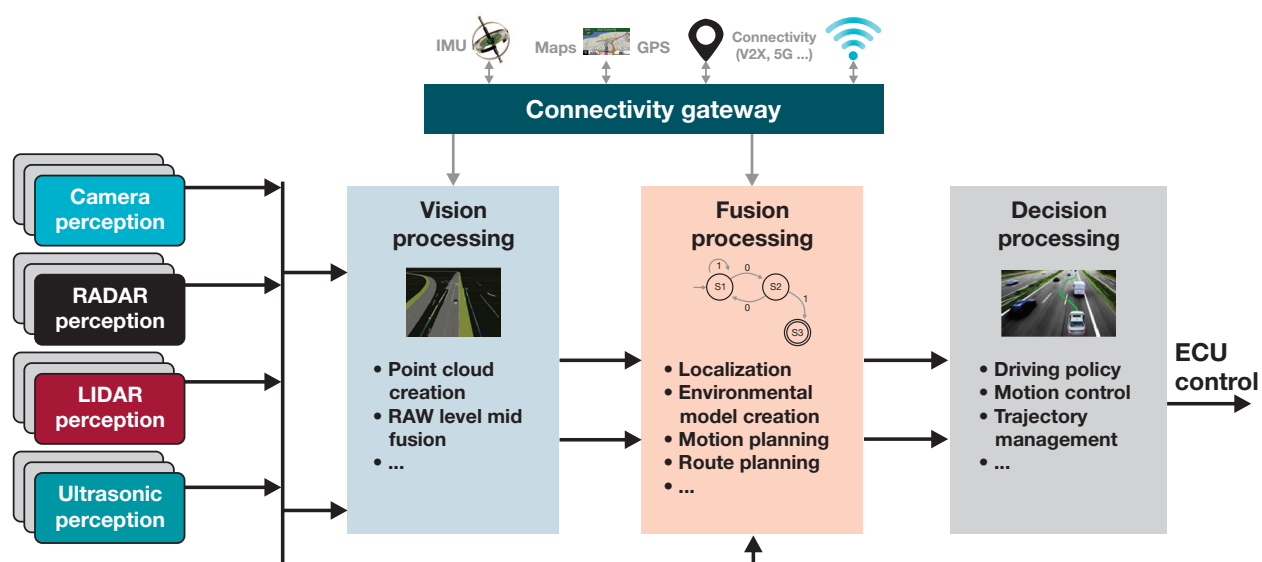 IMU
Maps
GPS
Connectivity
(V2X, 5G ...)
Connectivity gateway
Camera
perception
RADAR
perception
LIDAR
perception
Ultrasonic
perception
Vision
processing
• Point cloud
creation
• RAW level mid
fusion
• ...
Fusion
processing
1
0
S1
S2
0
1
S3
• Localization
• Environmental
model creation
• Motion planning
• Route planning
• ...
Decision
processing
• Driving policy
• Motion control
• Trajectory
management
• ...
ECU
control